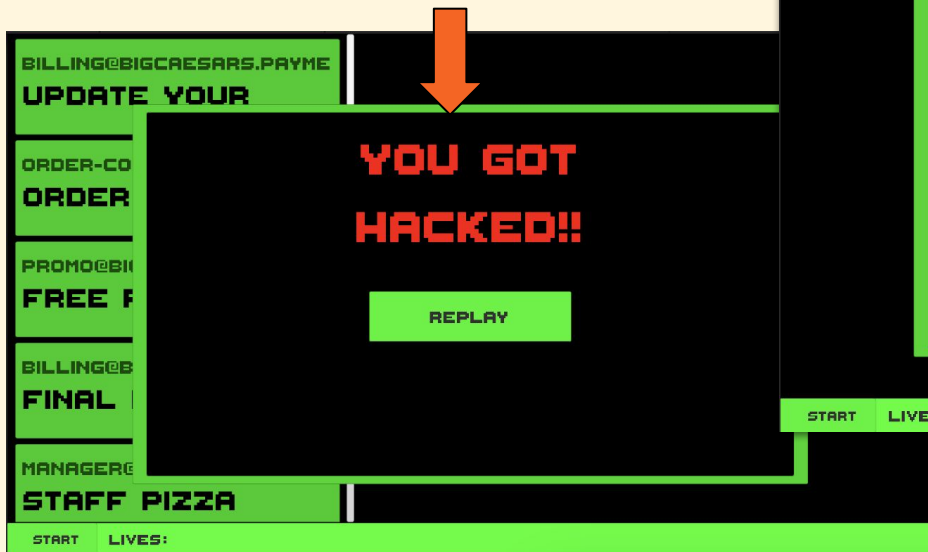 BILLING@BIGCAESARS.PAYME
UPDATE YOUR
ORDER-CO
ORDER
PROMO@BI
FREE
BILLING@B
FINAL
MANAGER@
STAFF PIZZA
YOU GOT
HACKED!!
REPLAY
START LIVES:
START LIVE